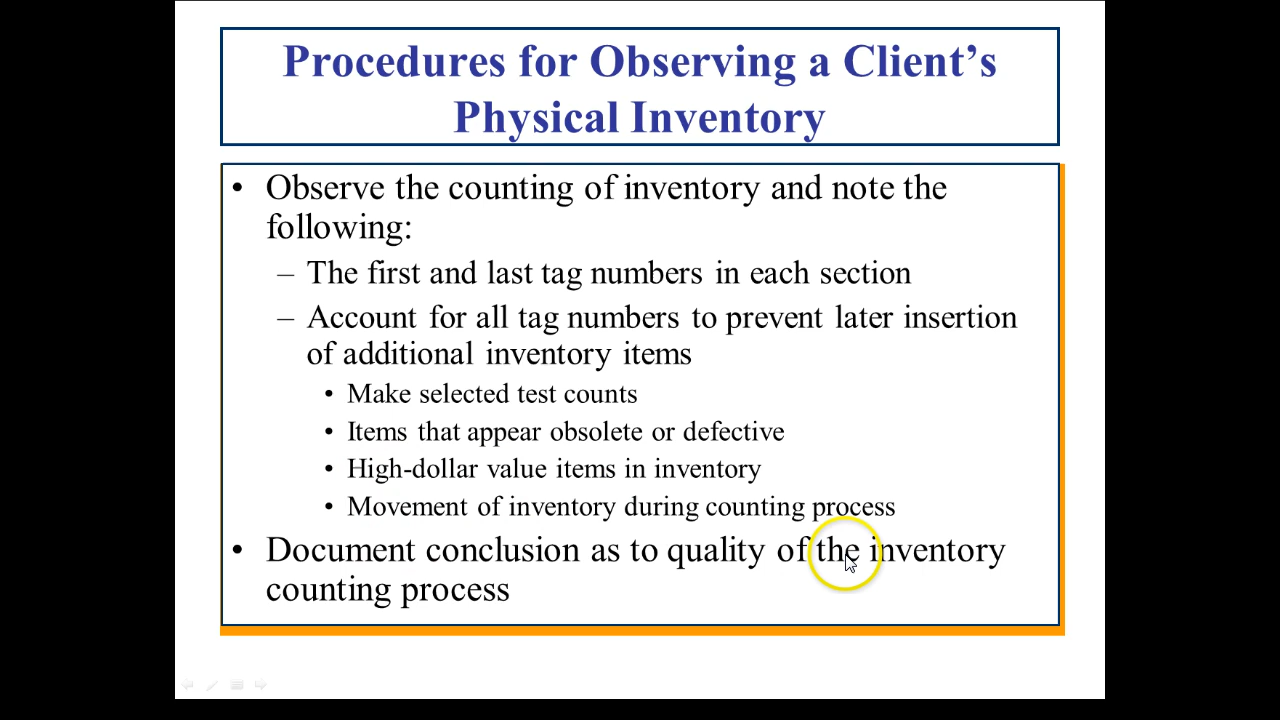 Procedures for Observing a Client's
Physical Inventory
• Observe the counting of inventory and note the
following:
– The first and last tag numbers in each section
– Account for all tag numbers to prevent later insertion
of additional inventory items
• Make selected test counts
• Items that appear obsolete or defective
• High-dollar value items in inventory
• Movement of inventory during counting process
• Document conclusion as to quality of the inventory
counting process